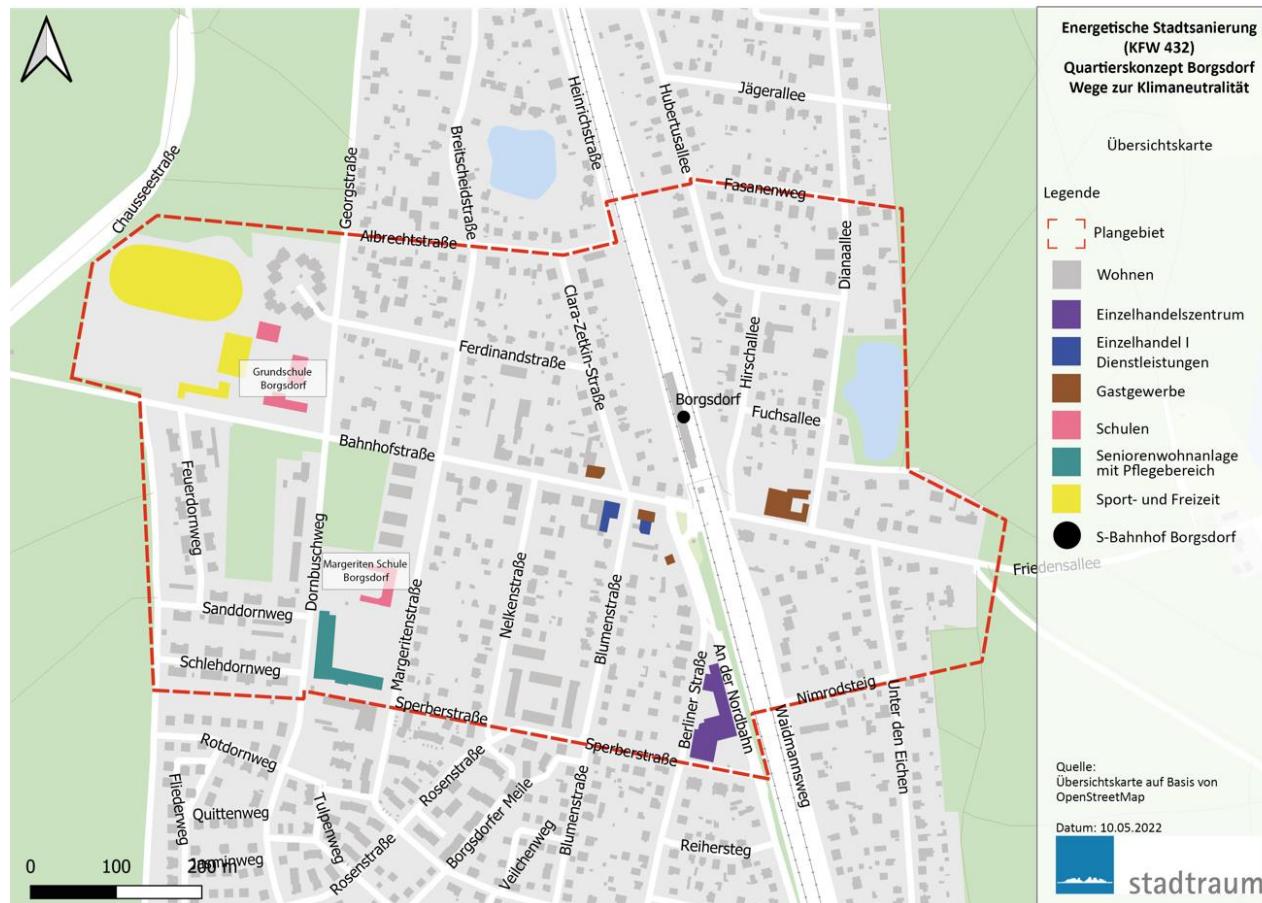 Energetische Stadtsanierung
(KFW 432)
Quartierskonzept Borgsdorf
Wege zur Klimaneutralität
Übersichtskarte
Legende
Plangebiet
Wohnen
Einzelhandelszentrum
Einzelhandel I
Dienstleistungen
Gastgewerbe
Schulen
Seniorenwohnanlage
mit Pflegebereich
Sport- und Freizeit
S-Bahnhof Borgsdorf
Quelle:
Übersichtskarte auf Basis von
OpenStreetMap
Datum: 10.05.2022
stadtraum
Chausseestraße
Georgstraße
Breitscheidstraße
Heinrichstraße
Hubertusallee
Jägerallee
Fasanenweg
Albrechtstraße
Dianaallee
Clara-Zetkin-Straße
Ferdinandstraße
Hirschallee
Grundschule
Borgsdorf
Borgsdorf
Fuchsallee
Bahnhofstraße
Feuerdornweg
Dornbuschweg
Margeriten Schule
Borgsdorf
Margeritenstraße
Nelkenstraße
Blumenstraße
Friedensallee
Sanddornweg
Schlehdornweg
Berliner Straße
An der Nordbahn
Nimrodsteig
Unter den Eichen
Waidmannsweg
Sperberstraße
Sperberstraße
Rotdornweg
Fliederweg
Quittenweg
Tulpenweg
Rosenstraße
Borgsdorfer Meile
Blumenstraße
Jasminweg
Rosenstraße
Veilchenweg
Reihersteg
0 100 200 m